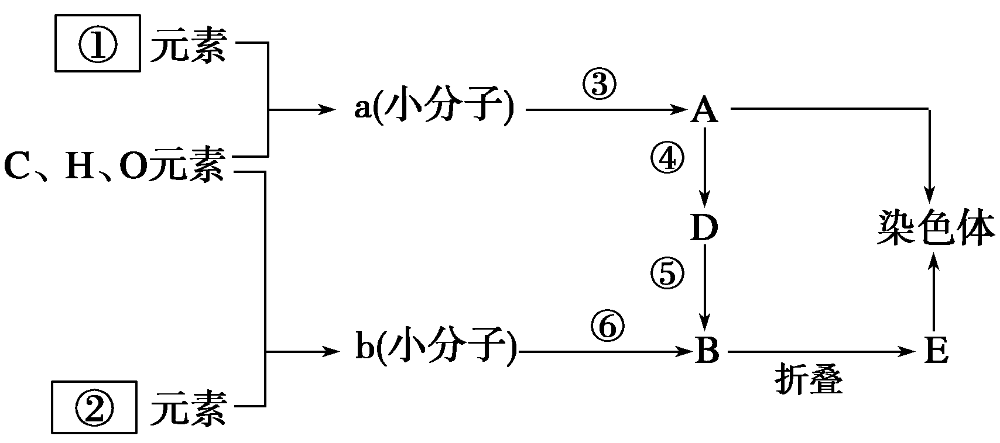 ① 元素
a(小分子)
③
A
C、H、O元素
④
D
染色体
⑤
b(小分子)
⑥
B
折叠
E
② 元素